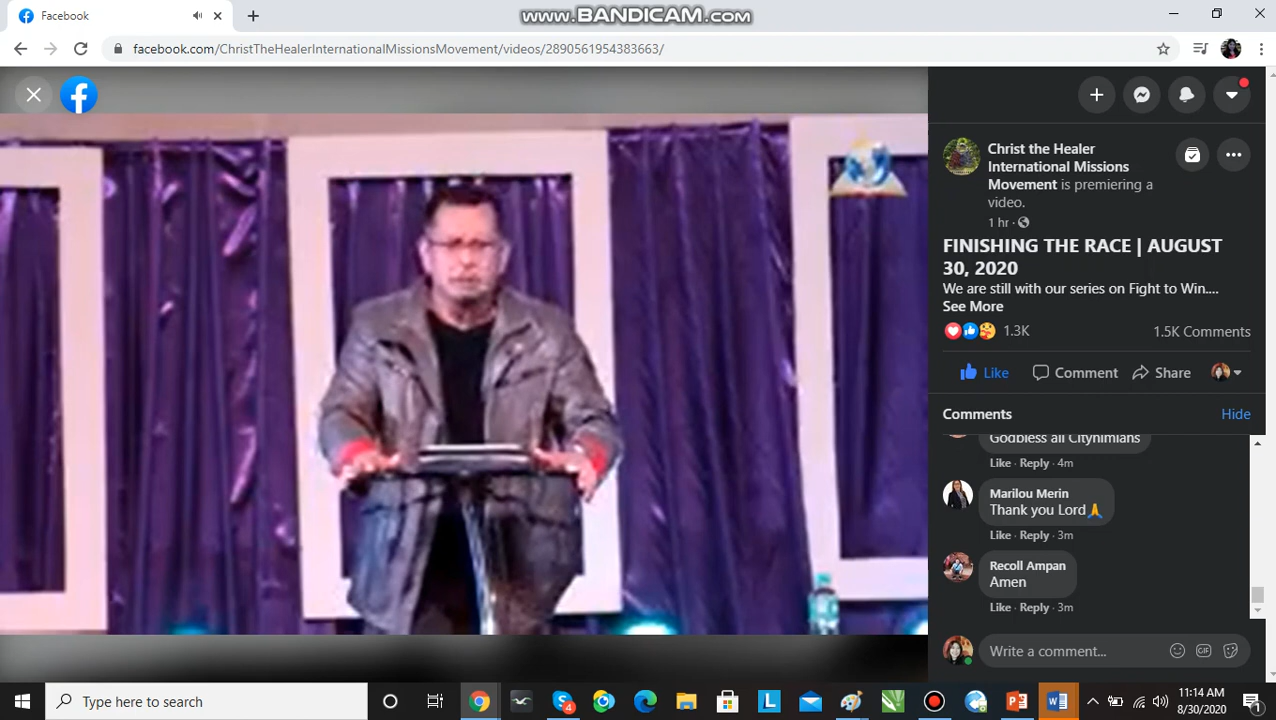 Facebook
www.BANDICAM.com
facebook.com/ChristTheHealerInternationalMissionsMovement/videos/2890561954383663/
Christ the Healer
International Missions
Movement is premiering a
video.
1 hr ·
FINISHING THE RACE | AUGUST
30, 2020
We are still with our series on Fight to Win....
See More
1.3K
1.5K Comments
Like
Comment
Share
Comments
Hide
Godbless all Citynimians
Like · Reply · 4m
Marilou Merin
Thank you Lord🙏
Like · Reply · 3m
Recoll Ampan
Amen
Like · Reply · 3m
Write a comment...
GIF
Type here to search
4
11:14 AM
8/30/2020
1